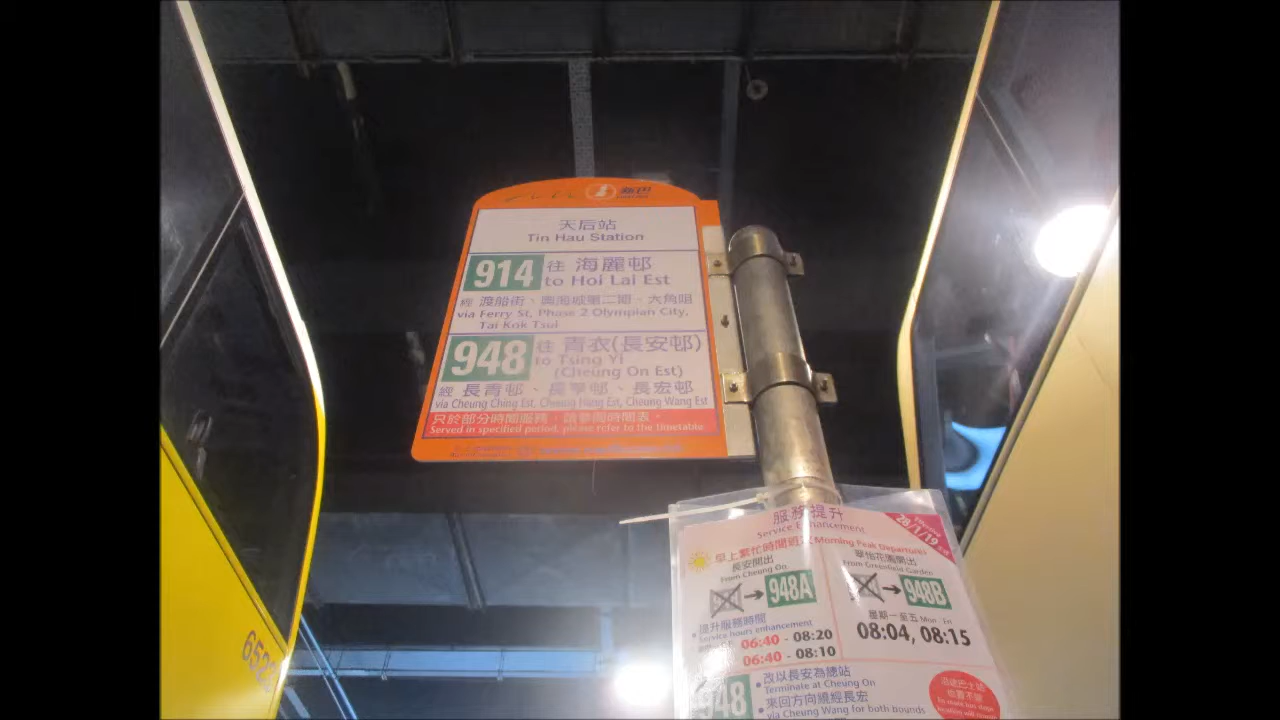 新巴
天后站
Tin Hau Station
914 往 海麗邨
to Hoi Lai Est
經 渡船街、奧海城第二期、大角咀
via Ferry St, Phase 2 Olympian City,
Tai Kok Tsui
948 往 青衣(長安邨)
to Tsing Yi
(Cheung On Est)
經 長青邨、長亨邨、長宏邨
via Cheung Ching Est, Cheung Hang Est, Cheung Wang Est
只於部分時間服務，請參閱時間表。
Served in specified period, please refer to the timetable.
服務提升
Service Enhancement
28/1/19
早上繁忙時間班次 Morning Peak Departures
長安開出
From Cheung On
948A
翠怡花園開出
From Greenfield Garden
948B
星期一至五 Mon - Fri
08:04, 08:15
• 提升服務時間
Service hours enhancement
06:40 - 08:20
06:40 - 08:10
948
• 改以長安為總站
Terminate at Cheung On
• 來回方向繞經長宏
via Cheung Wang for both bounds
652